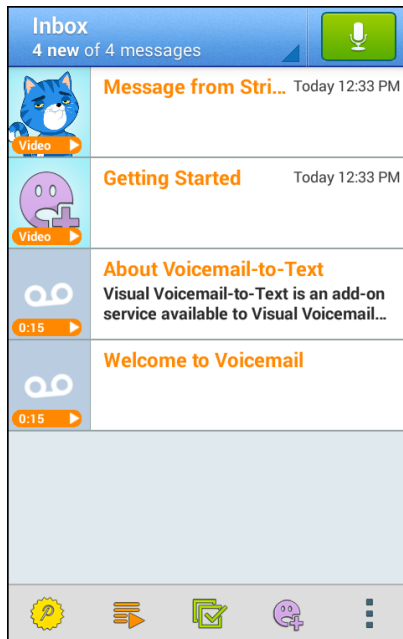 Inbox
4 new of 4 messages
Message from Stri... Today 12:33 PM
Video
Getting Started Today 12:33 PM
Video
About Voicemail-to-Text
Visual Voicemail-to-Text is an add-on
service available to Visual Voicemail...
0:15
Welcome to Voicemail
0:15
P